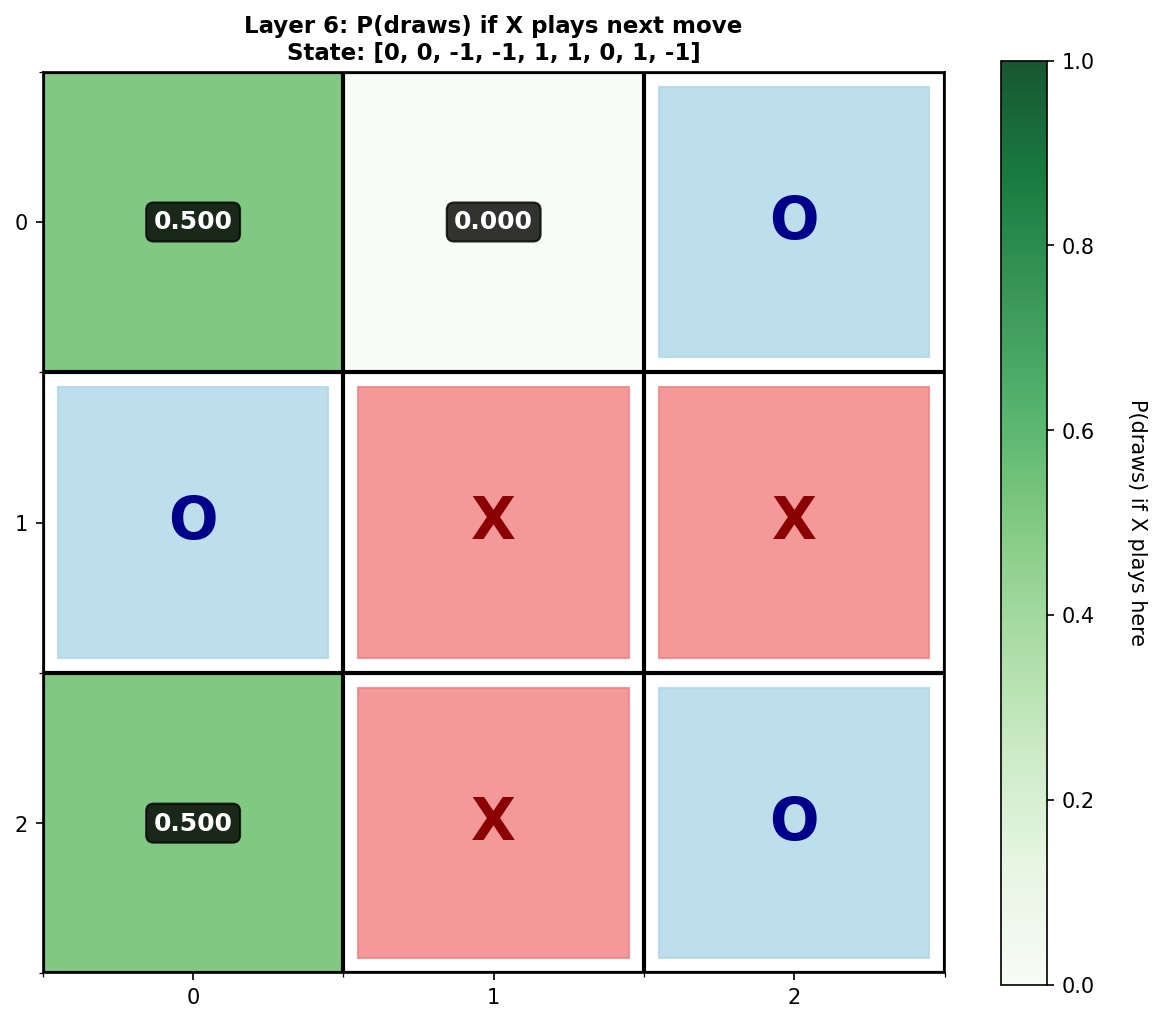 Layer 6: P(draws) if X plays next move
State: [0, 0, -1, -1, 1, 1, 0, 1, -1]
0.500
0.000
O
O
X
X
0.500
X
O
0
1
2
0
1
2
1.0
0.8
0.6
0.4
0.2
0.0
P(draws) if X plays here